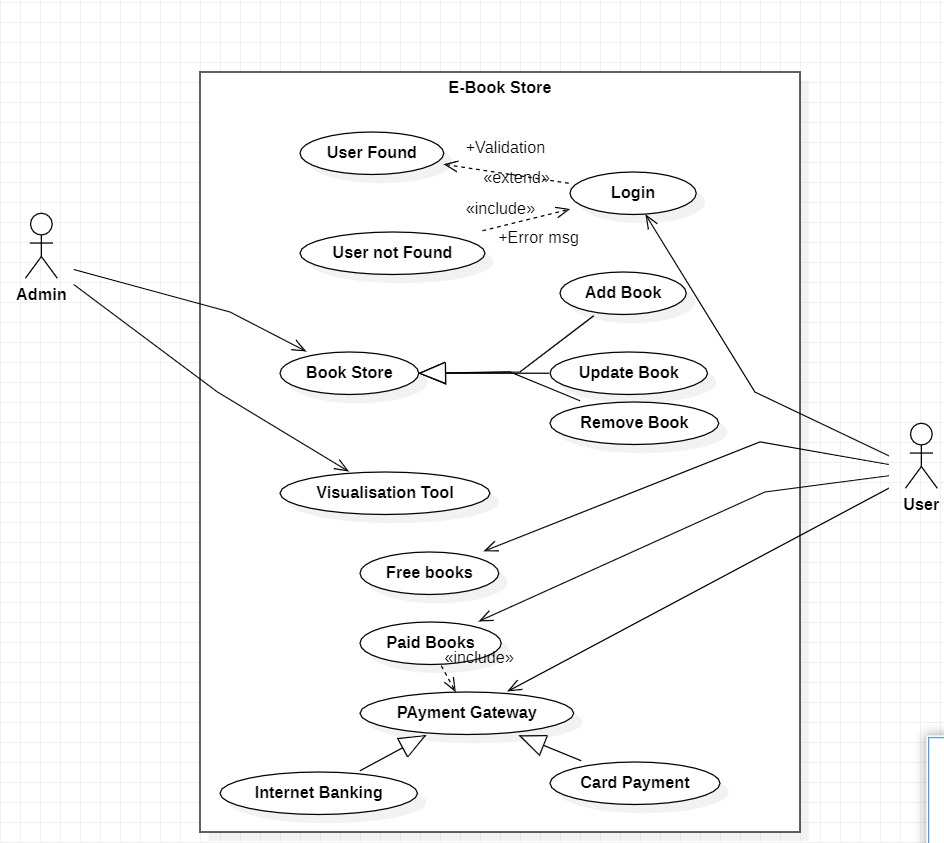 E-Book Store
User Found
+Validation
«extend»
Login
«include»
+Error msg
User not Found
Add Book
Admin
Book Store
Update Book
Remove Book
Visualisation Tool
User
Free books
Paid Books
«include»
PAyment Gateway
Internet Banking
Card Payment